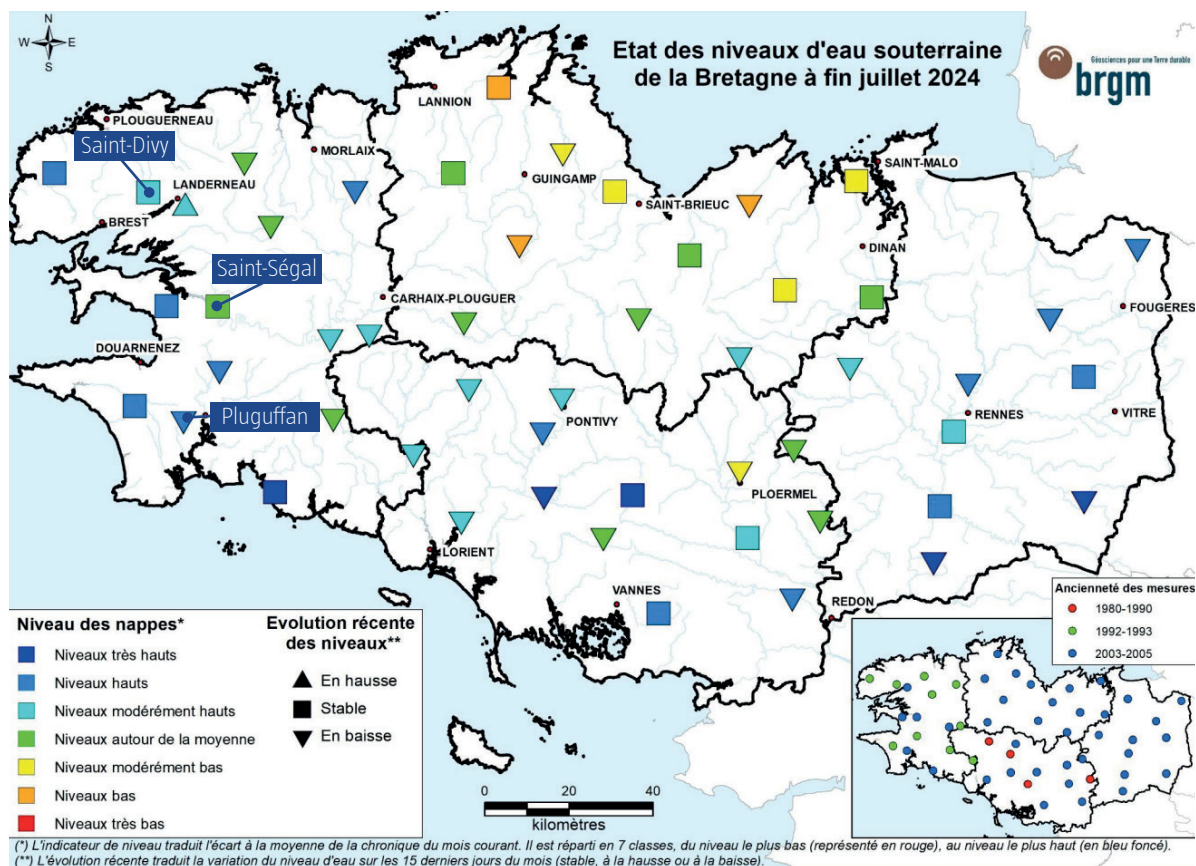 N
W E
S
Etat des niveaux d'eau souterraine
de la Bretagne à fin juillet 2024
Géosciences pour une Terre durable
brgm
LANNION
PLOUGUERNEAU
Saint-Divy
MORLAIX
SAINT-MALO
LANDERNEAU
GUINGAMP
SAINT-BRIEUC
BREST
DINAN
Saint-Ségal
CARHAIX-PLOUGUER
FOUGERES
DOUARNENEZ
Pluguffan
PONTIVY
RENNES
VITRE
PLOERMEL
LORIENT
VANNES
REDON
Niveau des nappes*
Niveaux très hauts
Niveaux hauts
Niveaux modérément hauts
Niveaux autour de la moyenne
Niveaux modérément bas
Niveaux bas
Niveaux très bas
Evolution récente
des niveaux**
En hausse
Stable
En baisse
0 20 40
kilomètres
Ancienneté des mesures
1980-1990
1992-1993
2003-2005
(*) L'indicateur de niveau traduit l'écart à la moyenne de la chronique du mois courant. Il est réparti en 7 classes, du niveau le plus bas (représenté en rouge), au niveau le plus haut (en bleu foncé).
(**) L'évolution récente traduit la variation du niveau d'eau sur les 15 derniers jours du mois (stable, à la hausse ou à la baisse).